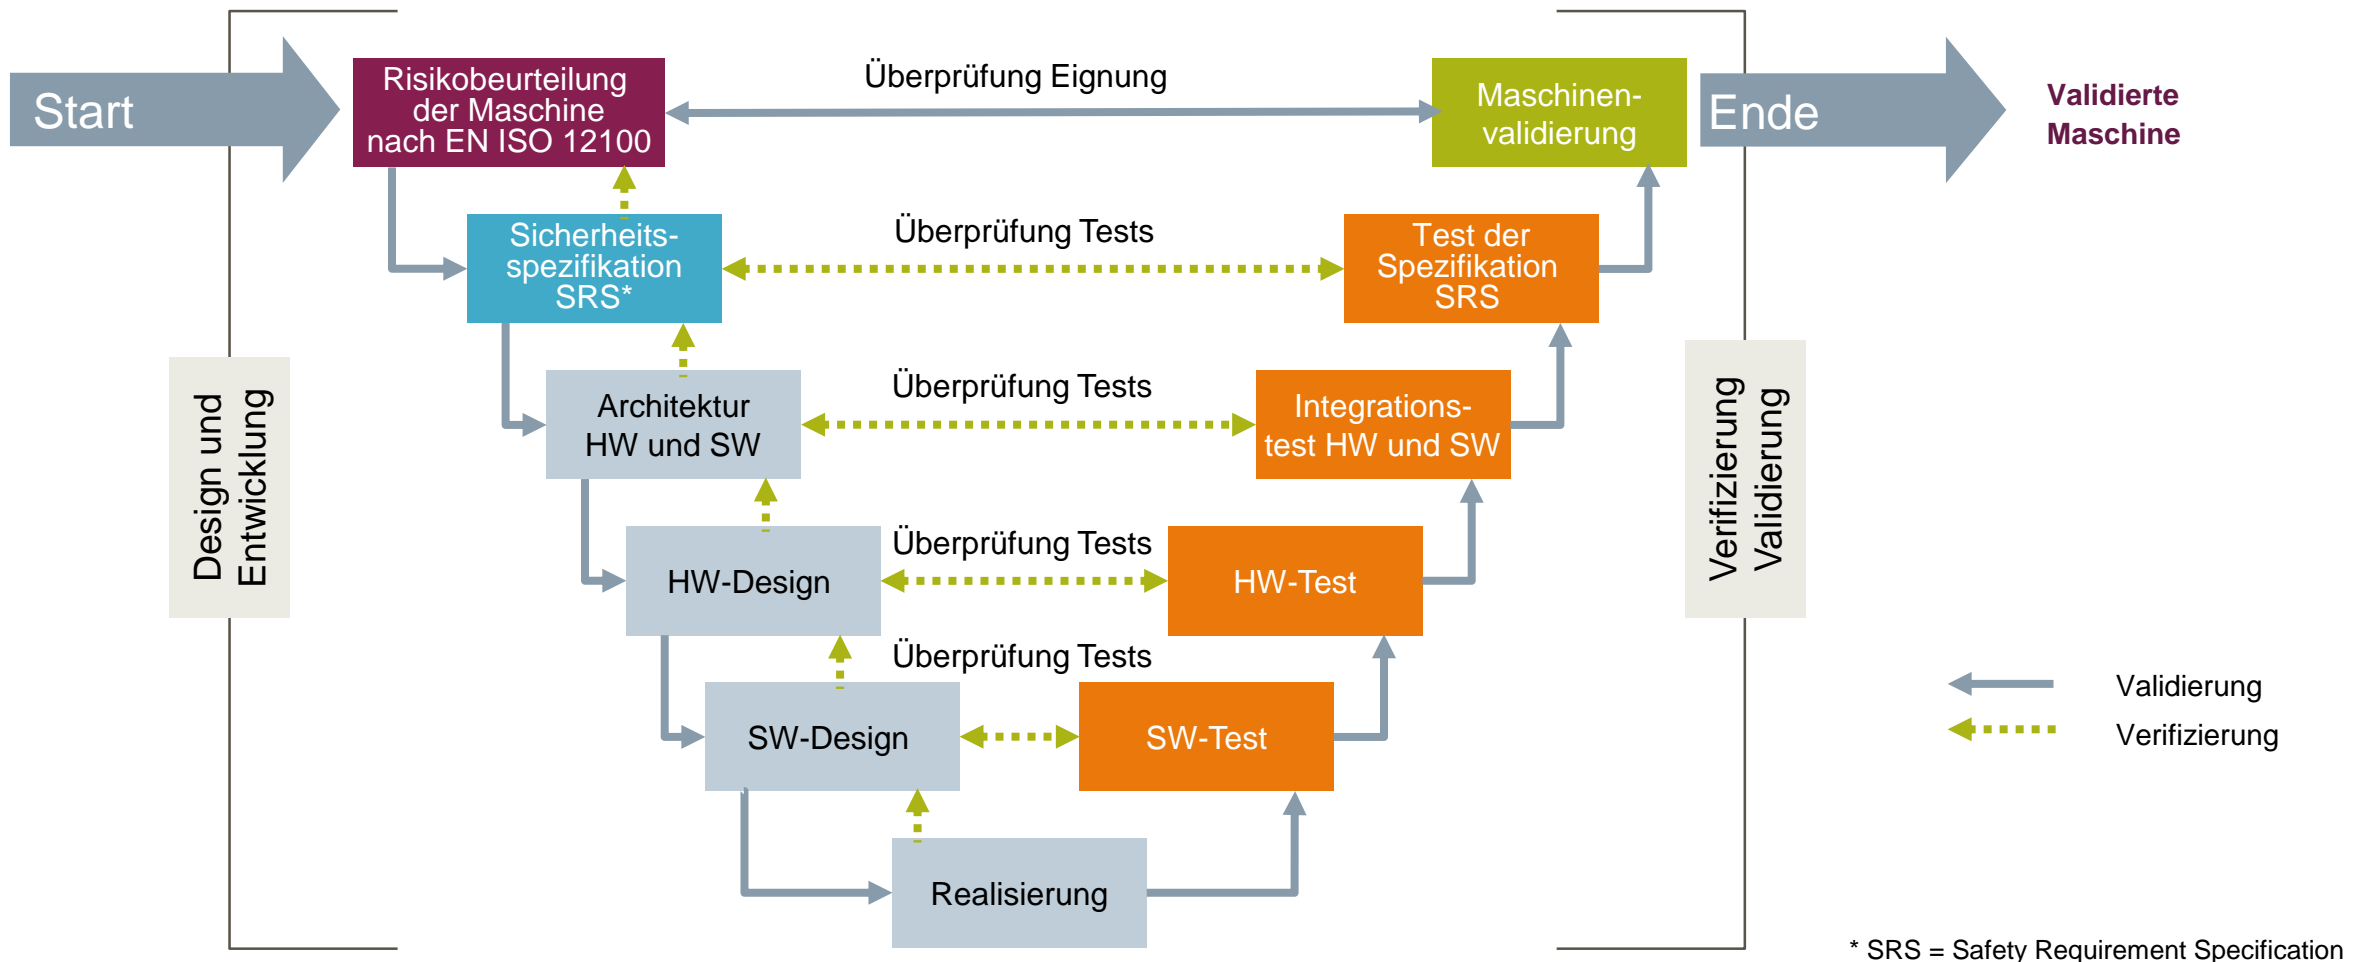 Start
Risikobeurteilung
der Maschine
nach EN ISO 12100
Überprüfung Eignung
Maschinen-
validierung
Ende
Validierte
Maschine
Sicherheits-
spezifikation
SRS*
Überprüfung Tests
Test der
Spezifikation
SRS
Design und
Entwicklung
Architektur
HW und SW
Überprüfung Tests
Integrations-
test HW und SW
Verifizierung
Validierung
HW-Design
Überprüfung Tests
HW-Test
Überprüfung Tests
SW-Design
SW-Test
Validierung
Verifizierung
Realisierung
* SRS = Safety Requirement Specification